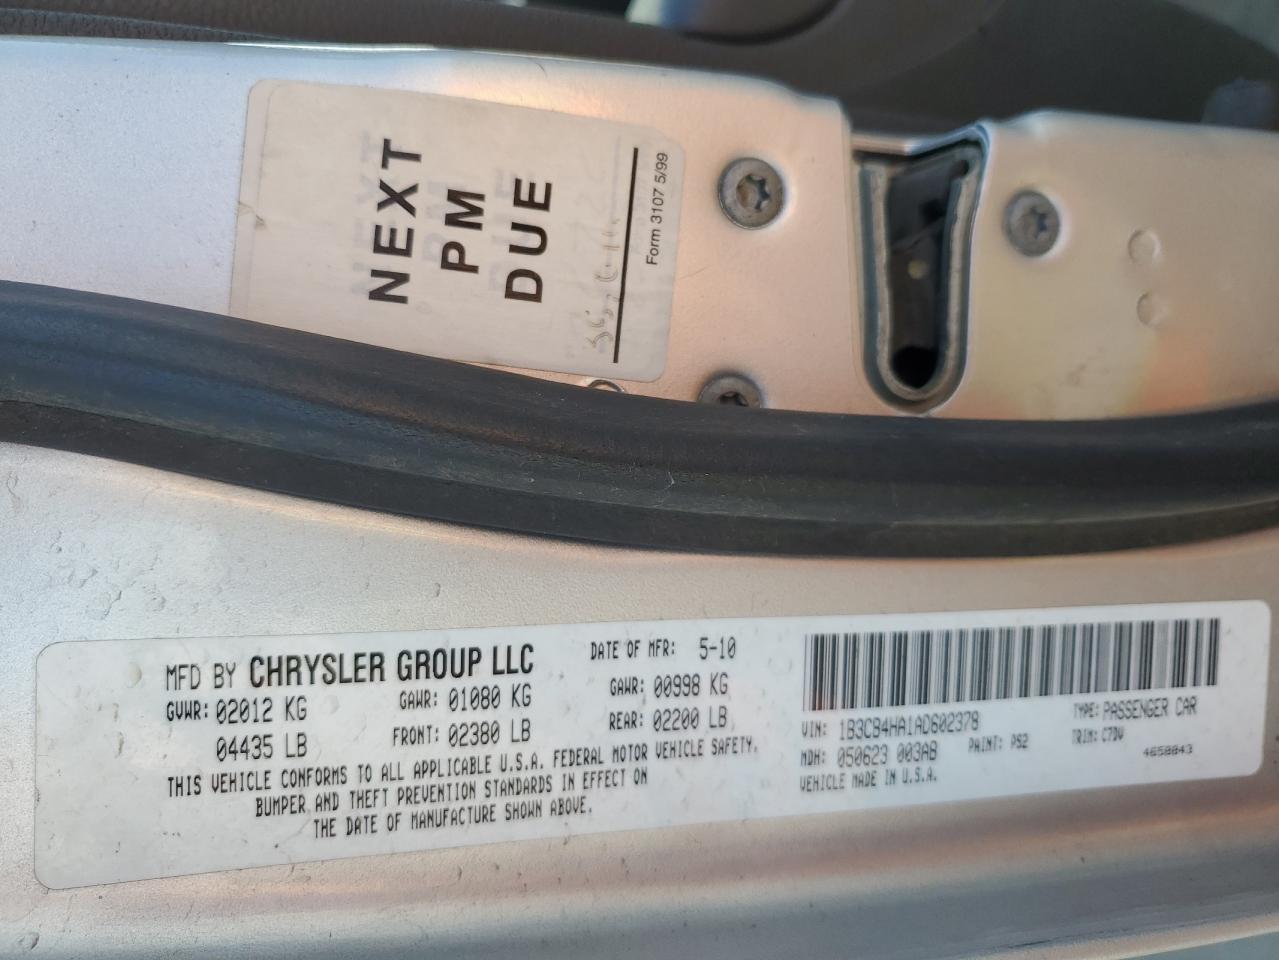 NEXT
PM
DUE
Form 3107 5/99
MFD BY CHRYSLER GROUP LLC
DATE OF MFR: 5-10
GVWR: 02012 KG
04435 LB
GAWR: 01080 KG
FRONT: 02380 LB
GAWR: 00998 KG
REAR: 02200 LB
THIS VEHICLE CONFORMS TO ALL APPLICABLE U.S.A. FEDERAL MOTOR VEHICLE SAFETY,
BUMPER AND THEFT PREVENTION STANDARDS IN EFFECT ON
THE DATE OF MANUFACTURE SHOWN ABOVE.
VIN: 1B3CB4HA1AD602378
TYPE: PASSENGER CAR
MDH: 050623 003AB
PAINT: PS2
TRIM: C7DV
VEHICLE MADE IN U.S.A.
4658843